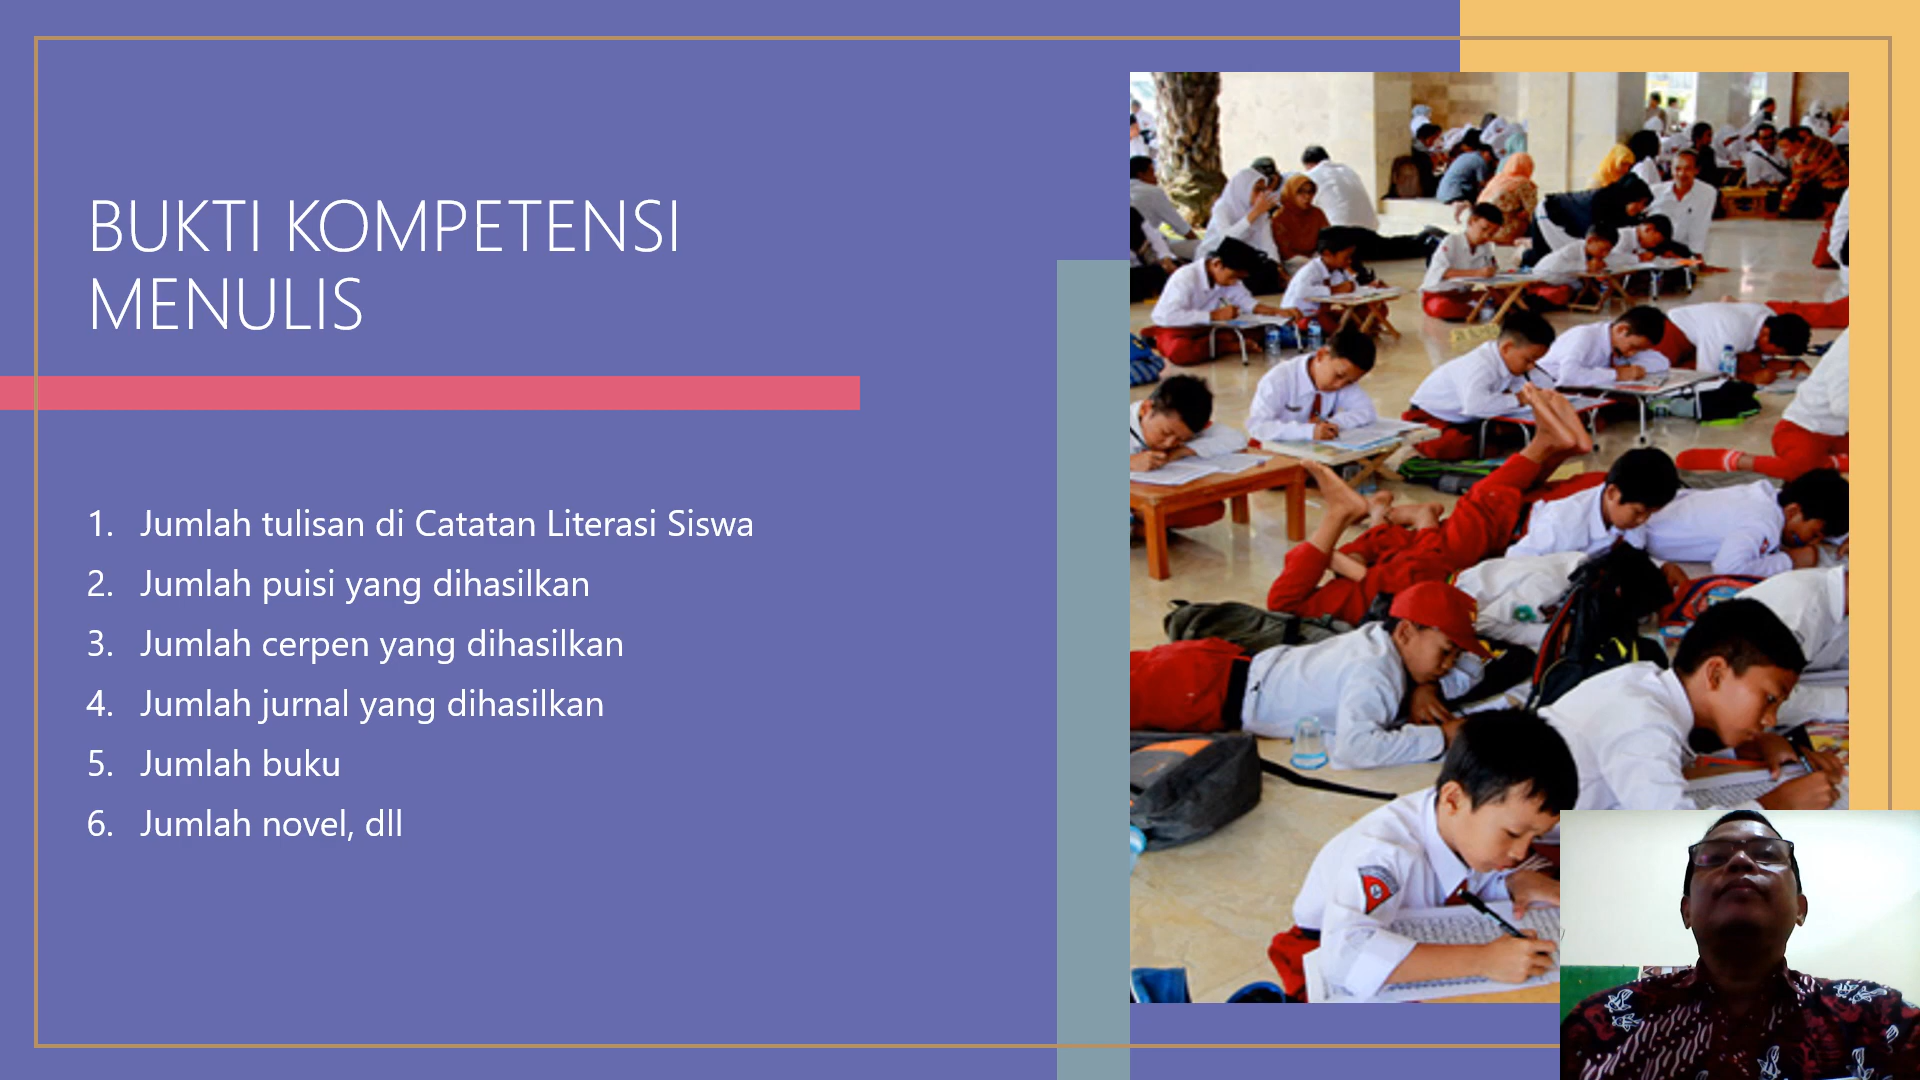 BUKTI KOMPETENSI
MENULIS
1. Jumlah tulisan di Catatan Literasi Siswa
2. Jumlah puisi yang dihasilkan
3. Jumlah cerpen yang dihasilkan
4. Jumlah jurnal yang dihasilkan
5. Jumlah buku
6. Jumlah novel, dll